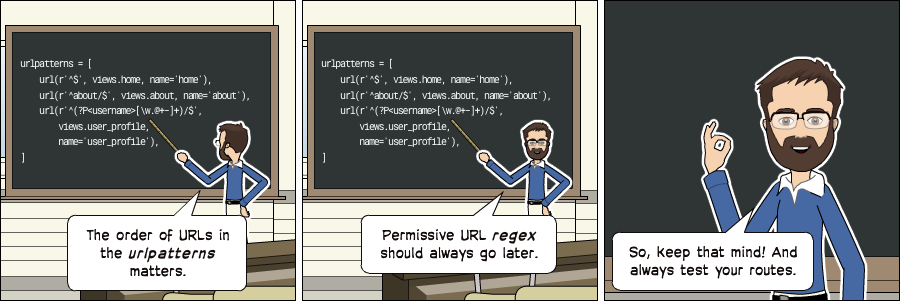 urlpatterns = [
url(r'^$', views.home, name='home'),
url(r'^about/$', views.about, name='about'),
url(r'^(?P<username>[\w.@+-]+)/$',
views.user_profile,
name='user_profile'),
]
The order of URLs in
the urlpatterns
matters.
urlpatterns = [
url(r'^$', views.home, name='home'),
url(r'^about/$', views.about, name='about'),
url(r'^(?P<username>[\w.@+-]+)/$',
views.user_profile,
name='user_profile'),
]
Permissive URL regex
should always go later.
So, keep that mind! And
always test your routes.